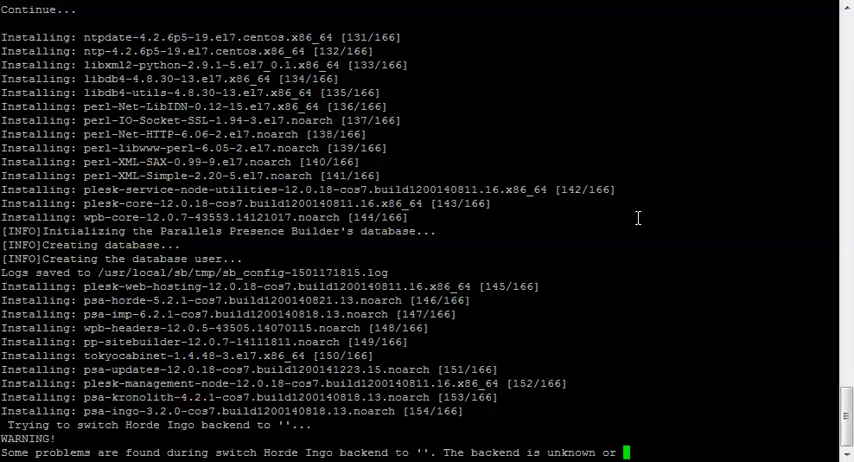 Continue...
Installing: ntpdate-4.2.6p5-19.el7.centos.x86_64 [131/166]
Installing: ntp-4.2.6p5-19.el7.centos.x86_64 [132/166]
Installing: libxml2-python-2.9.1-5.el7_0.1.x86_64 [133/166]
Installing: libdb4-4.8.30-13.el7.x86_64 [134/166]
Installing: libdb4-utils-4.8.30-13.el7.x86_64 [135/166]
Installing: perl-Net-LibIDN-0.12-15.el7.x86_64 [136/166]
Installing: perl-IO-Socket-SSL-1.94-3.el7.noarch [137/166]
Installing: perl-Net-HTTP-6.06-2.el7.noarch [138/166]
Installing: perl-libwww-perl-6.05-2.el7.noarch [139/166]
Installing: perl-XML-SAX-0.99-9.el7.noarch [140/166]
Installing: perl-XML-Simple-2.20-5.el7.noarch [141/166]
Installing: plesk-service-node-utilities-12.0.18-cos7.build1200140811.16.x86_64 [142/166]
Installing: plesk-core-12.0.18-cos7.build1200140811.16.x86_64 [143/166]
Installing: wpb-core-12.0.7-43553.14121017.noarch [144/166]
[INFO]Initializing the Parallels Presence Builder's database...
[INFO]Creating database...
[INFO]Creating the database user...
Logs saved to /usr/local/sb/tmp/sb_config-1501171815.log
Installing: plesk-web-hosting-12.0.18-cos7.build1200140811.16.x86_64 [145/166]
Installing: psa-horde-5.2.1-cos7.build1200140821.13.noarch [146/166]
Installing: psa-imp-6.2.1-cos7.build1200140818.13.noarch [147/166]
Installing: wpb-headers-12.0.5-43505.14070115.noarch [148/166]
Installing: pp-sitebuilder-12.0.7-14111811.noarch [149/166]
Installing: tokyocabinet-1.4.48-3.el7.x86_64 [150/166]
Installing: psa-updates-12.0.18-cos7.build1200141223.15.noarch [151/166]
Installing: plesk-management-node-12.0.18-cos7.build1200140811.16.x86_64 [152/166]
Installing: psa-kronolith-4.2.1-cos7.build1200140818.13.noarch [153/166]
Installing: psa-ingo-3.2.0-cos7.build1200140818.13.noarch [154/166]
Trying to switch Horde Ingo backend to ''...
WARNING!
Some problems are found during switch Horde Ingo backend to ''. The backend is unknown or